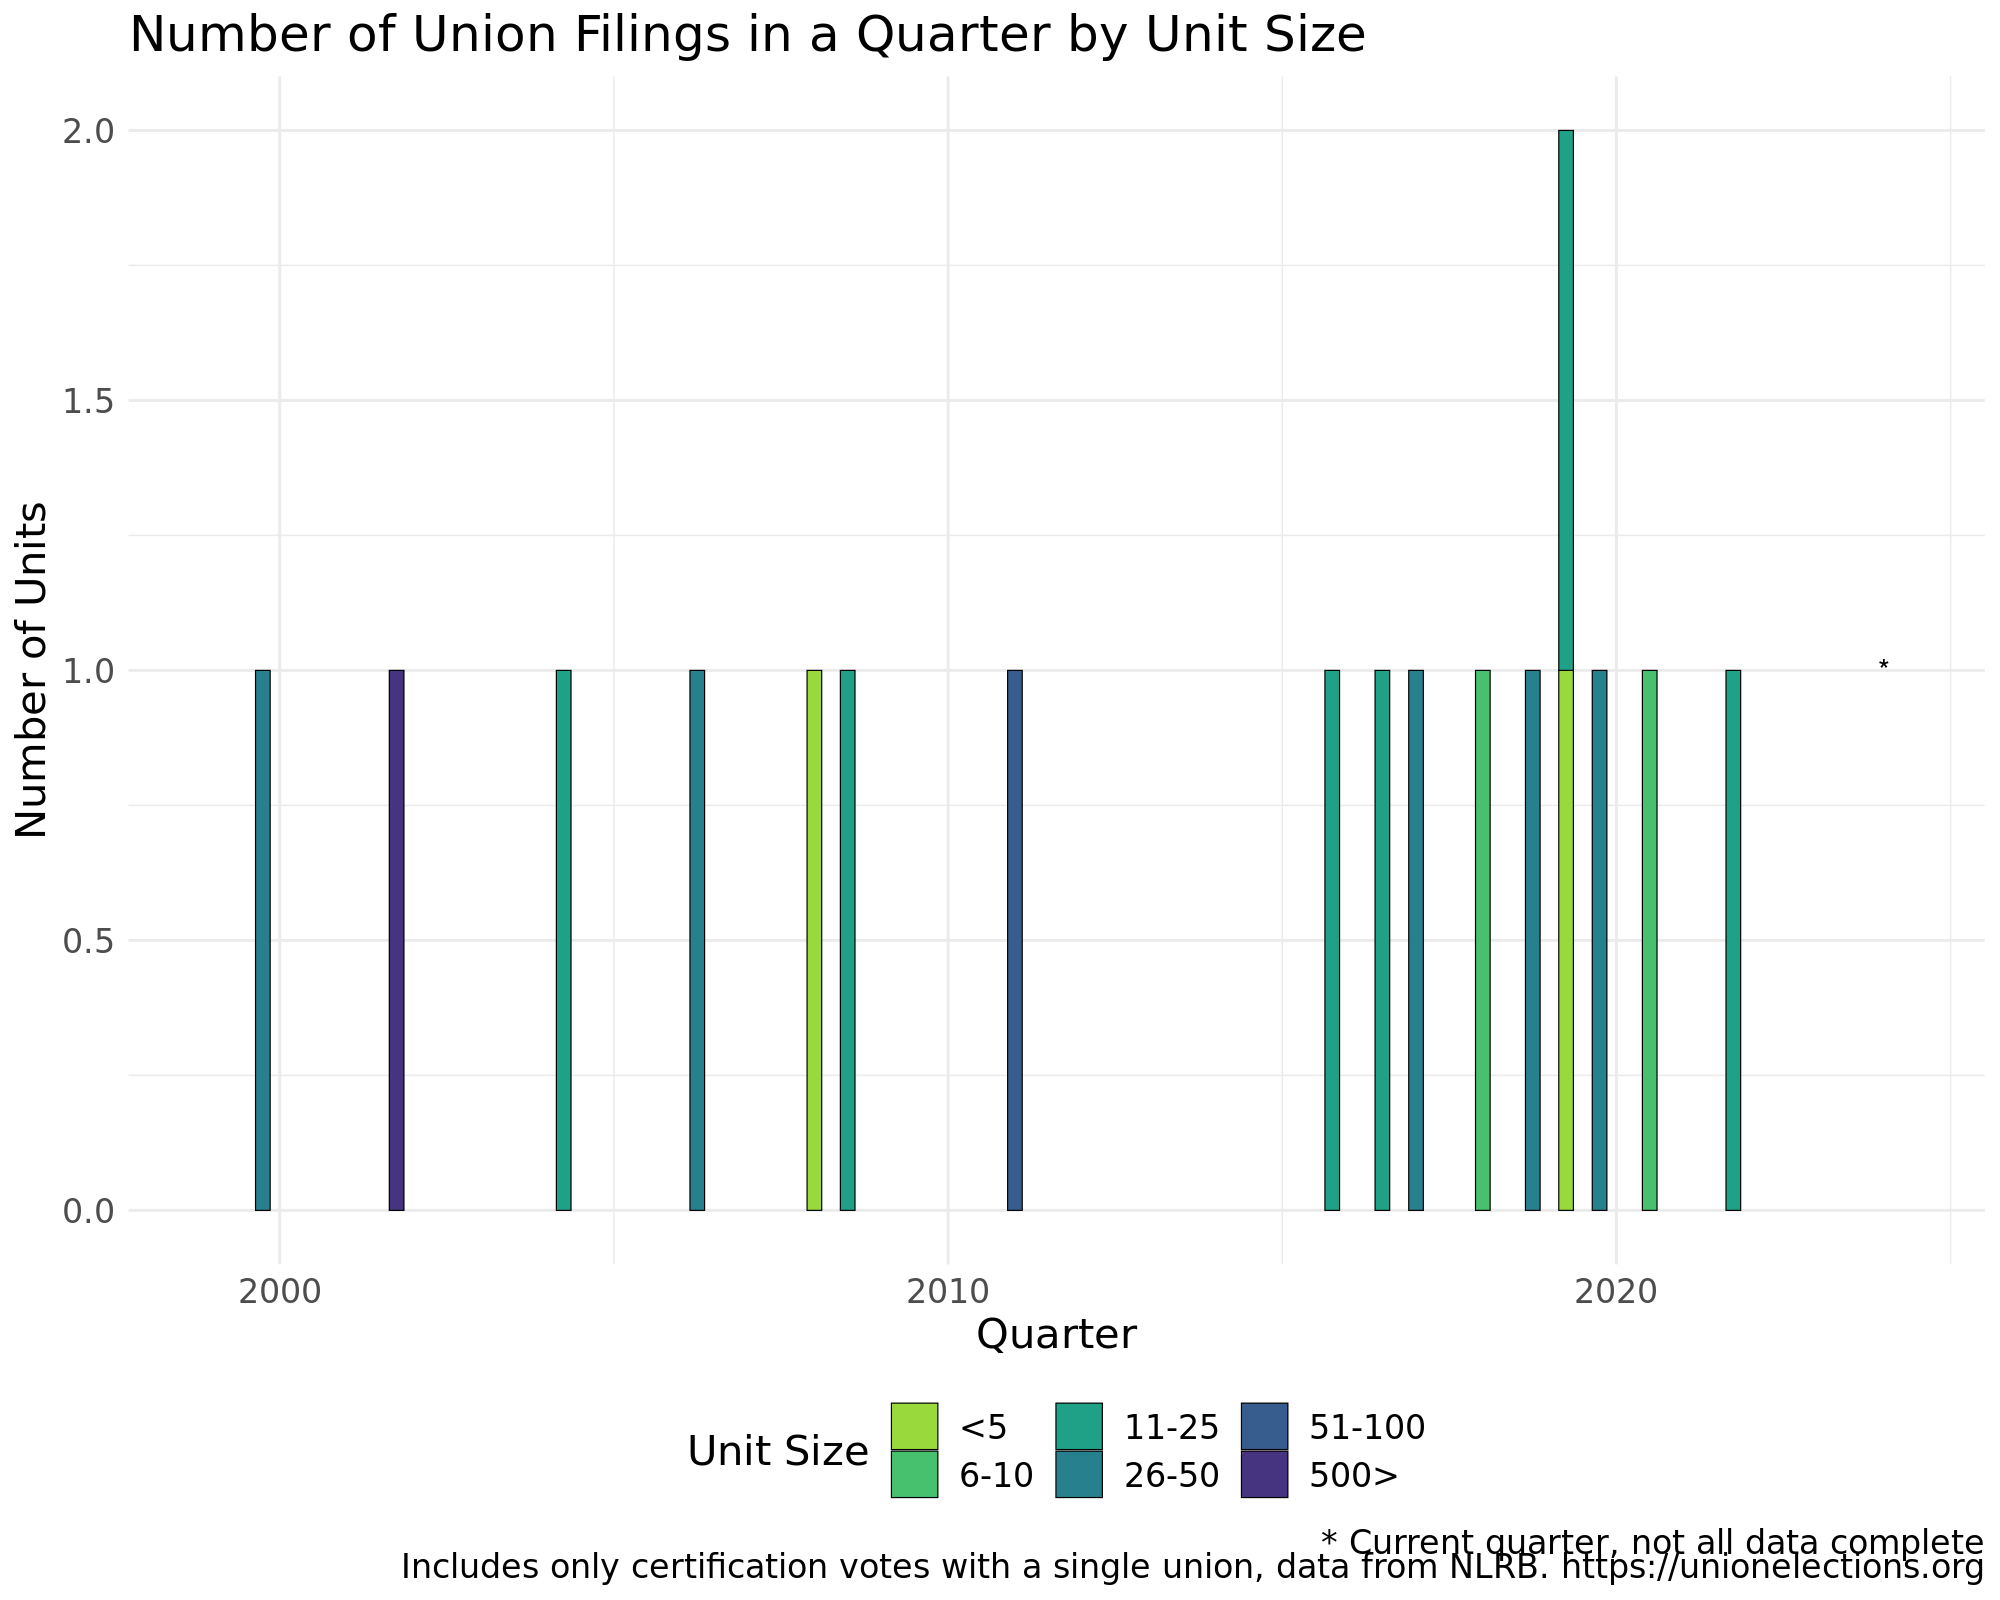 Number of Union Filings in a Quarter by Unit Size
Number of Units
2.0
1.5
1.0
0.5
0.0
*
2000 2010 2020
Quarter
Unit Size
<5 11-25 51-100
6-10 26-50 500>
* Current quarter, not all data complete
Includes only certification votes with a single union, data from NLRB. https://unionelections.org